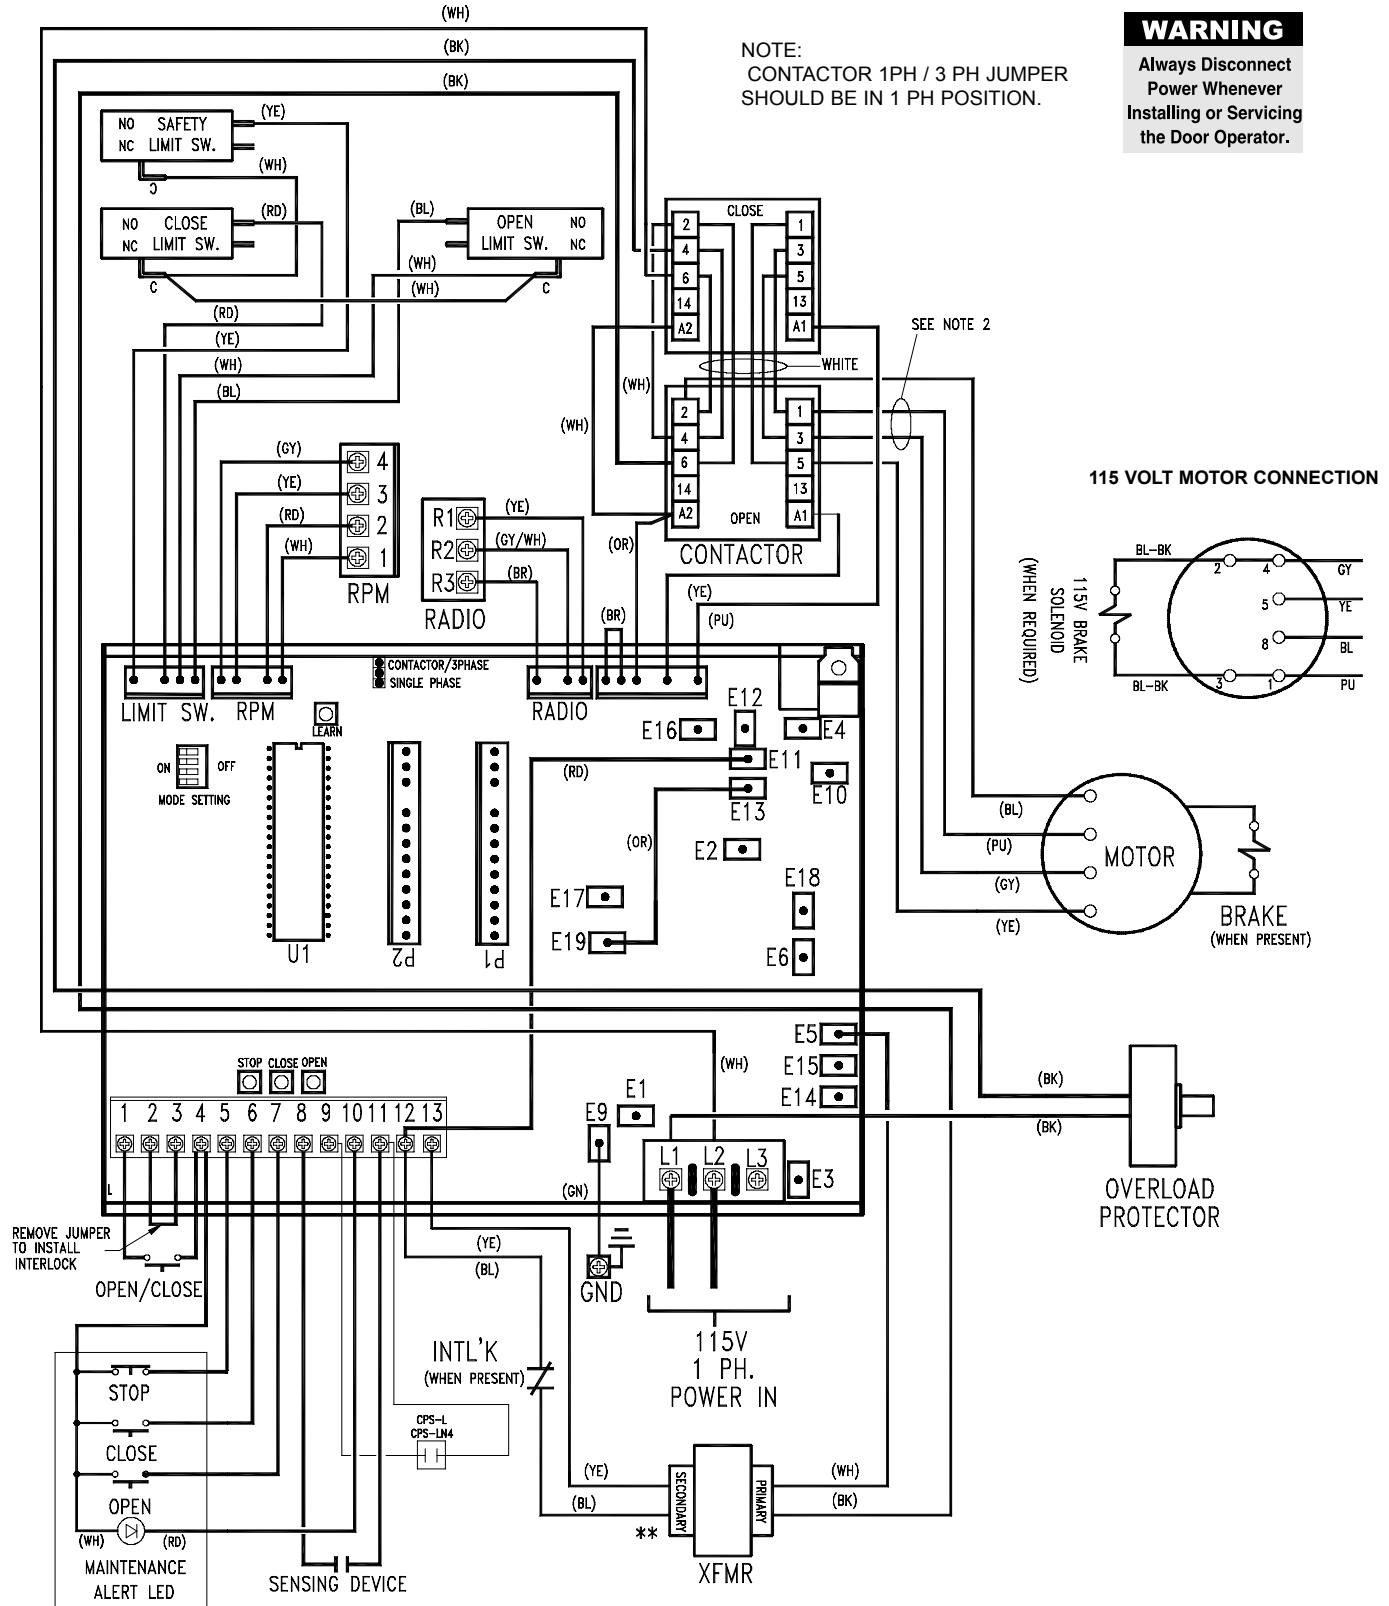 (WH)
(BK)
(BK)
NOTE:
CONTACTOR 1PH / 3 PH JUMPER
SHOULD BE IN 1 PH POSITION.
WARNING
Always Disconnect
Power Whenever
Installing or Servicing
the Door Operator.
NO SAFETY
NC LIMIT SW.
(YE)
(WH)
C
NO CLOSE
NC LIMIT SW.
(RD)
C
(BL)
OPEN NO
LIMIT SW. NC
(WH)
(WH)
C
(RD)
(YE)
(WH)
(BL)
CLOSE
2
4
6
14
A2
1
3
5
13
A1
SEE NOTE 2
WHITE
(WH)
(WH)
2
4
6
14
A2
1
3
5
13
A1
OPEN
CONTACTOR
(GY)
(YE)
(RD)
(WH)
4
3
2
1
RPM
R1
R2
R3
RADIO
(YE)
(GY/WH)
(BR)
(OR)
(BR)
(YE)
(PU)
115 VOLT MOTOR CONNECTION
BL-BK
2
4
GY
5
YE
8
BL
BL-BK
3
1
PU
115V BRAKE
SOLENOID
(WHEN REQUIRED)
CONTACTOR/3PHASE
SINGLE PHASE
LIMIT SW.
RPM
RADIO
LEARN
ON
OFF
MODE SETTING
U1
P2
P1
E16
E12
E4
E11
E10
E13
E2
E17
E18
E19
E6
(RD)
(OR)
(BL)
(PU)
(GY)
(YE)
MOTOR
BRAKE
(WHEN PRESENT)
E5
E15
E14
(WH)
E1
E9
STOP CLOSE OPEN
1 2 3 4 5 6 7 8 9 10 11 12 13
L1 L2 L3
E3
L
(GN)
GND
(BK)
(BK)
OVERLOAD
PROTECTOR
REMOVE JUMPER
TO INSTALL
INTERLOCK
OPEN/CLOSE
(YE)
(BL)
115V
1 PH.
POWER IN
INTL'K
(WHEN PRESENT)
CPS-L
CPS-LN4
STOP
CLOSE
OPEN
(WH)
(RD)
MAINTENANCE
ALERT LED
SENSING DEVICE
(YE)
(BL)
**
SECONDARY
PRIMARY
(WH)
(BK)
XFMR